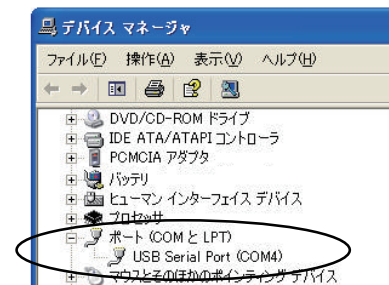 デバイス マネージャ
ファイル(F) 操作(A) 表示(V) ヘルプ(H)
DVD/CD-ROM ドライブ
IDE ATA/ATAPI コントローラ
PCMCIA アダプタ
バッテリ
ヒューマン インターフェイス デバイス
プロセッサ
ポート (COM と LPT)
USB Serial Port (COM4)
マウスとそのほかのポインティング デバイス